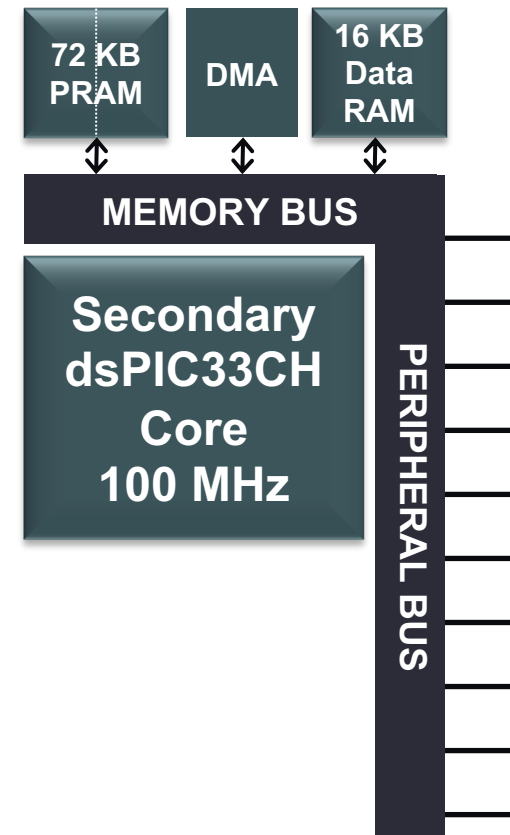 72 KB
PRAM
DMA
16 KB
Data
RAM
MEMORY BUS
Secondary
dsPIC33CH
Core
100 MHz
PERIPHERAL BUS